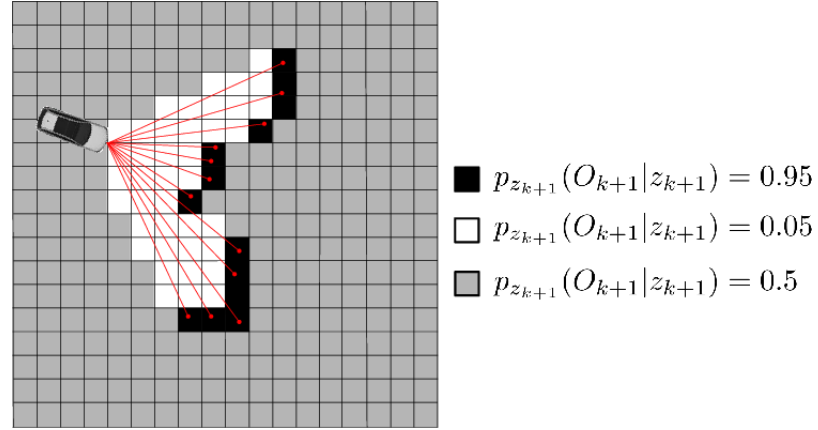 p_{z_{k+1}}(O_{k+1}|z_{k+1}) = 0.95
p_{z_{k+1}}(O_{k+1}|z_{k+1}) = 0.05
p_{z_{k+1}}(O_{k+1}|z_{k+1}) = 0.5